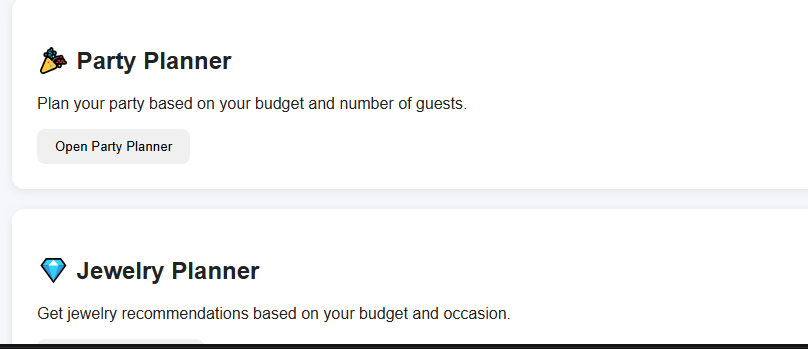 Party Planner
Plan your party based on your budget and number of guests.
Open Party Planner
Jewelry Planner
Get jewelry recommendations based on your budget and occasion.